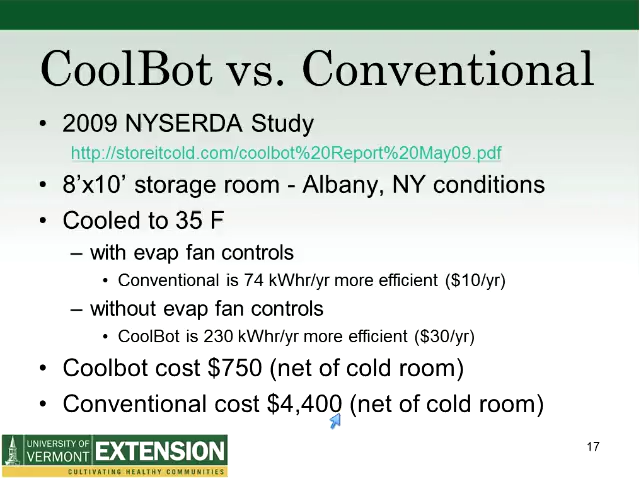 CoolBot vs. Conventional
• 2009 NYSERDA Study
http://storeitcold.com/coolbot%20Report%20May09.pdf
• 8’x10’ storage room - Albany, NY conditions
• Cooled to 35 F
– with evap fan controls
• Conventional is 74 kWhr/yr more efficient ($10/yr)
– without evap fan controls
• CoolBot is 230 kWhr/yr more efficient ($30/yr)
• Coolbot cost $750 (net of cold room)
• Conventional cost $4,400 (net of cold room)
UNIVERSITY OF
VERMONT EXTENSION
CULTIVATING HEALTHY COMMUNITIES
17